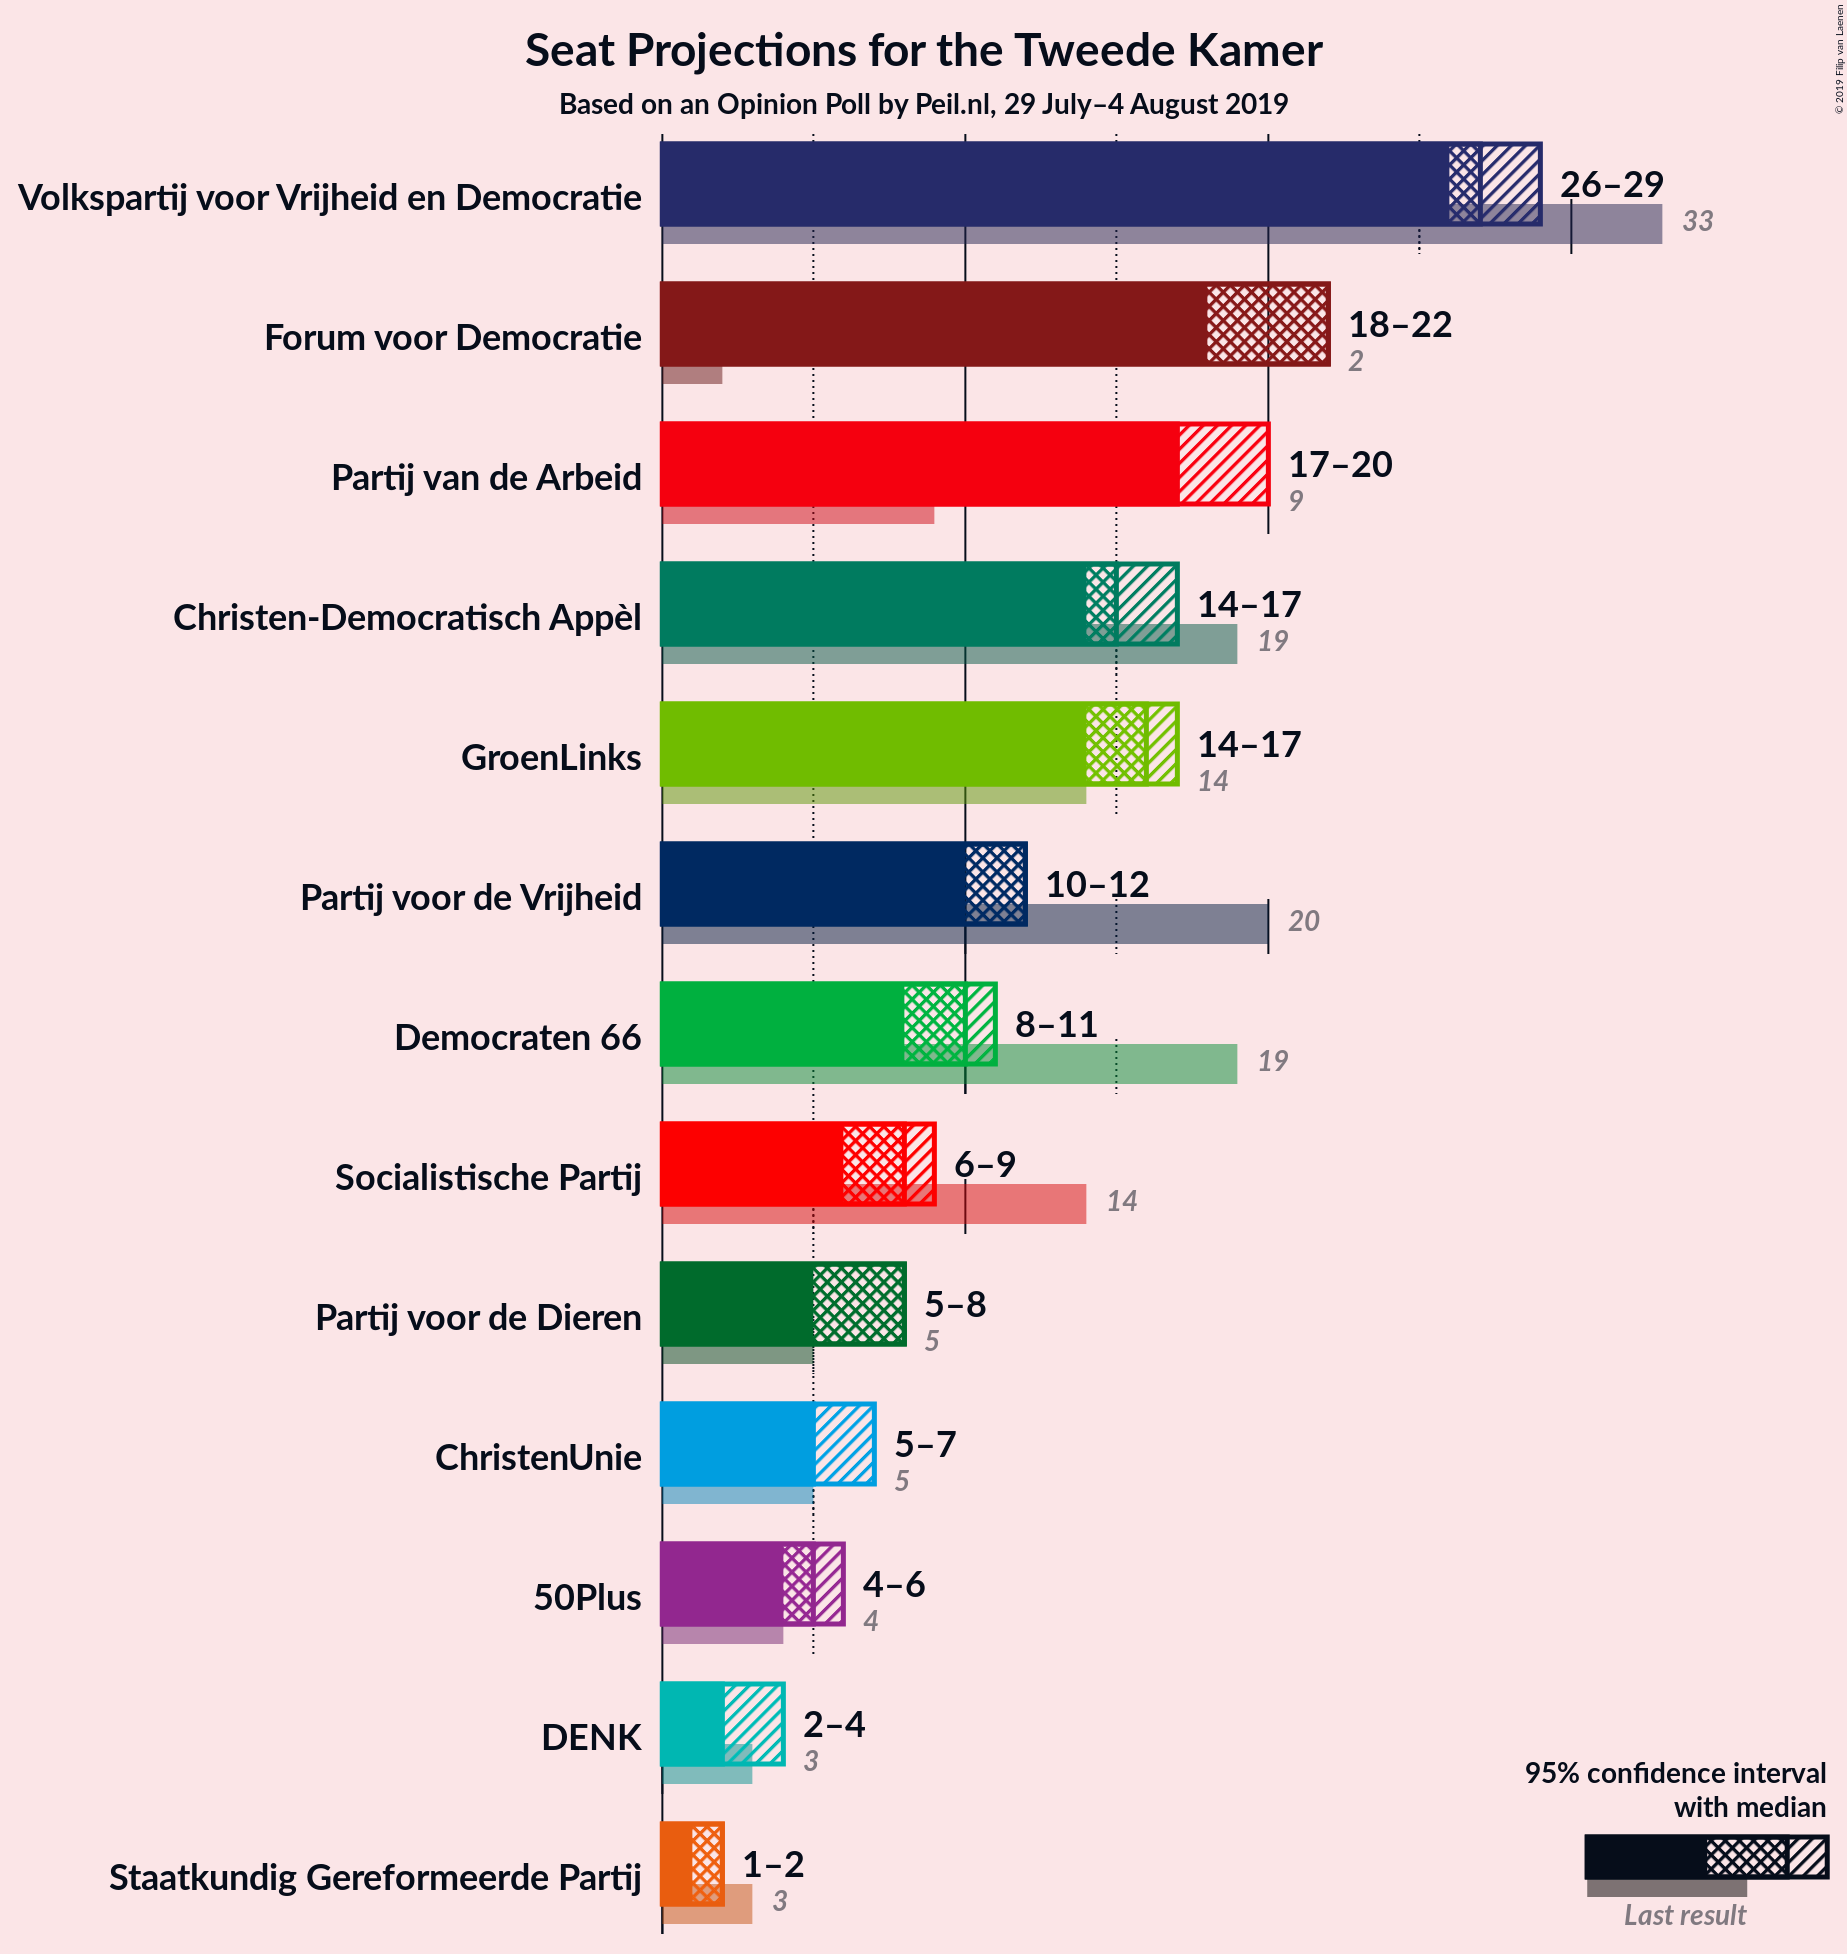 Seat Projections for the Tweede Kamer
Based on an Opinion Poll by Peil.nl, 29 July–4 August 2019
© 2019 Filip van Laenen
Volkspartij voor Vrijheid en Democratie
26–29
33
Forum voor Democratie
18–22
2
Partij van de Arbeid
17–20
9
Christen-Democratisch Appèl
14–17
19
GroenLinks
14–17
14
Partij voor de Vrijheid
10–12
20
Democraten 66
8–11
19
Socialistische Partij
6–9
14
Partij voor de Dieren
5–8
5
ChristenUnie
5–7
5
50Plus
4–6
4
DENK
2–4
3
Staatkundig Gereformeerde Partij
1–2
3
95% confidence interval
with median
Last result